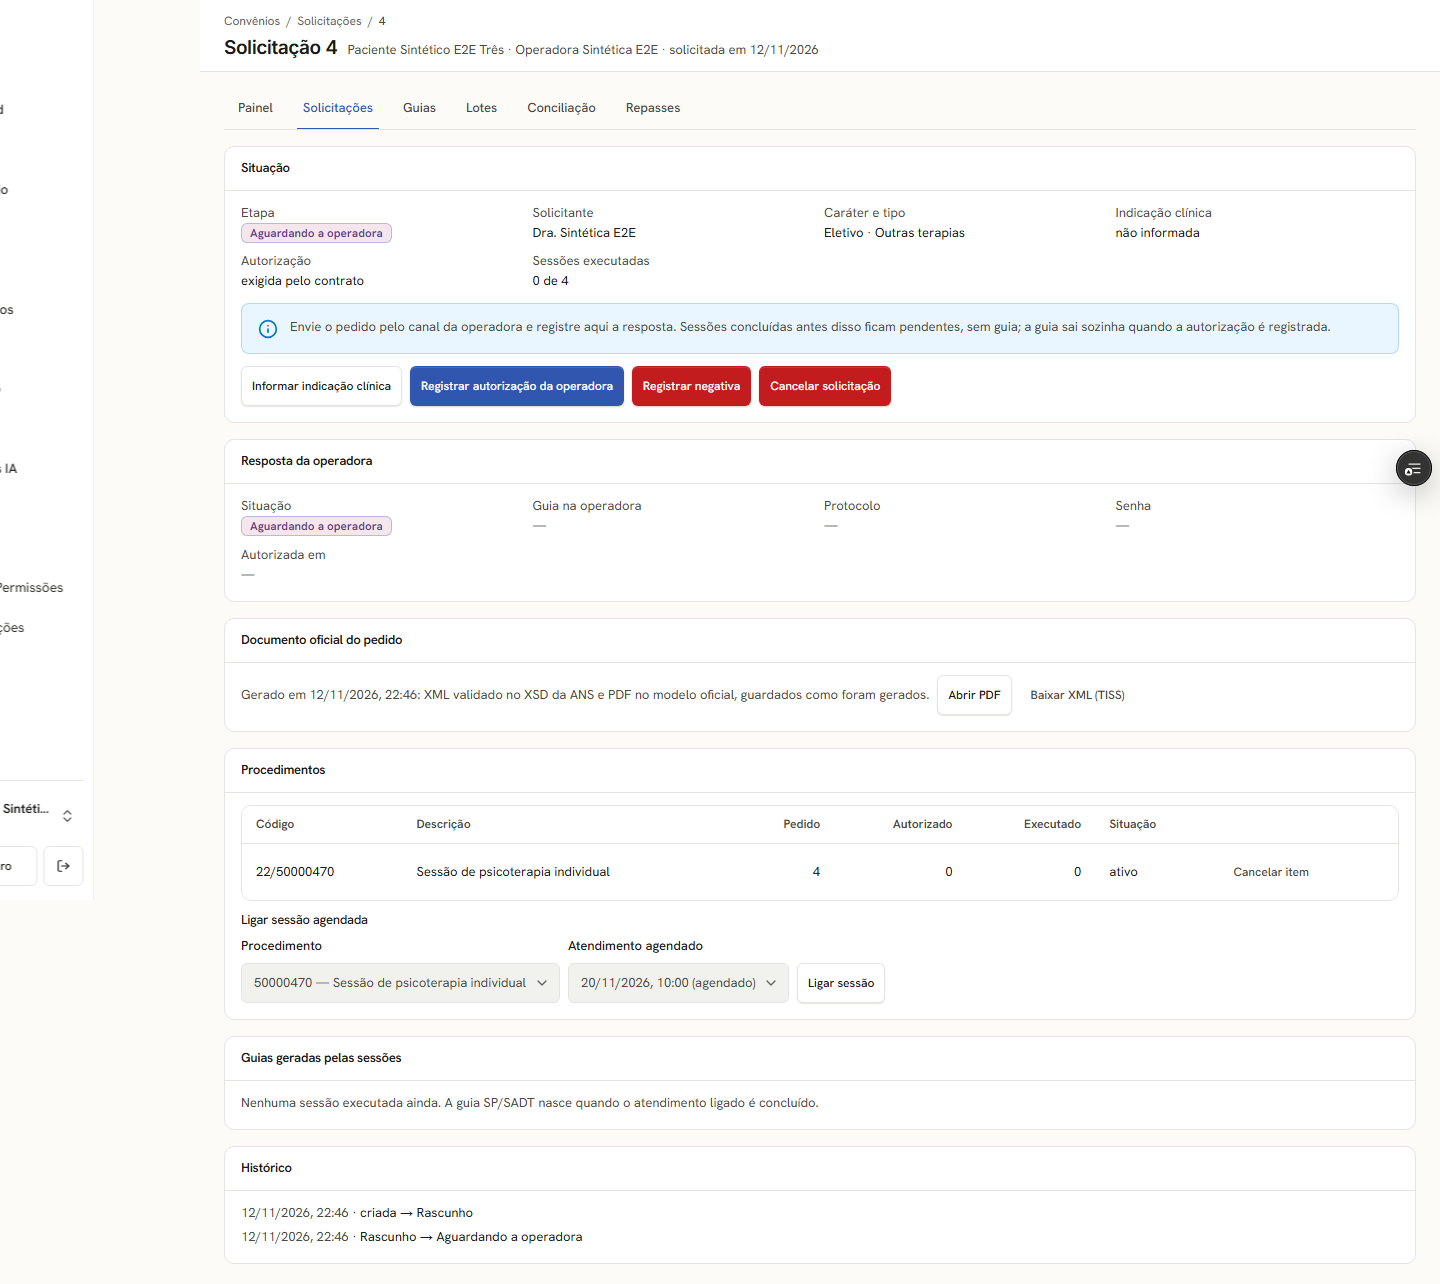 Convênios / Solicitações / 4
Solicitação 4 Paciente Sintético E2E Três · Operadora Sintética E2E · solicitada em 12/11/2026
Painel Solicitações Guias Lotes Conciliação Repasses
Situação
Etapa Solicitante Caráter e tipo Indicação clínica
Aguardando a operadora Dra. Sintética E2E Eletivo · Outras terapias não informada
Autorização Sessões executadas
exigida pelo contrato 0 de 4
Envie o pedido pelo canal da operadora e registre aqui a resposta. Sessões concluídas antes disso ficam pendentes, sem guia; a guia sai sozinha quando a autorização é registrada.
Informar indicação clínica Registrar autorização da operadora Registrar negativa Cancelar solicitação
Resposta da operadora
Situação Guia na operadora Protocolo Senha
Aguardando a operadora — — —
Autorizada em
—
Documento oficial do pedido
Gerado em 12/11/2026, 22:46: XML validado no XSD da ANS e PDF no modelo oficial, guardados como foram gerados. Abrir PDF Baixar XML (TISS)
Procedimentos
Código Descrição Pedido Autorizado Executado Situação
22/50000470 Sessão de psicoterapia individual 4 0 0 ativo Cancelar item
Ligar sessão agendada
Procedimento Atendimento agendado
50000470 — Sessão de psicoterapia individual 20/11/2026, 10:00 (agendado) Ligar sessão
Guias geradas pelas sessões
Nenhuma sessão executada ainda. A guia SP/SADT nasce quando o atendimento ligado é concluído.
Histórico
12/11/2026, 22:46 · criada → Rascunho
12/11/2026, 22:46 · Rascunho → Aguardando a operadora
os
s IA
Permissões
ções
Sintéti...
ro